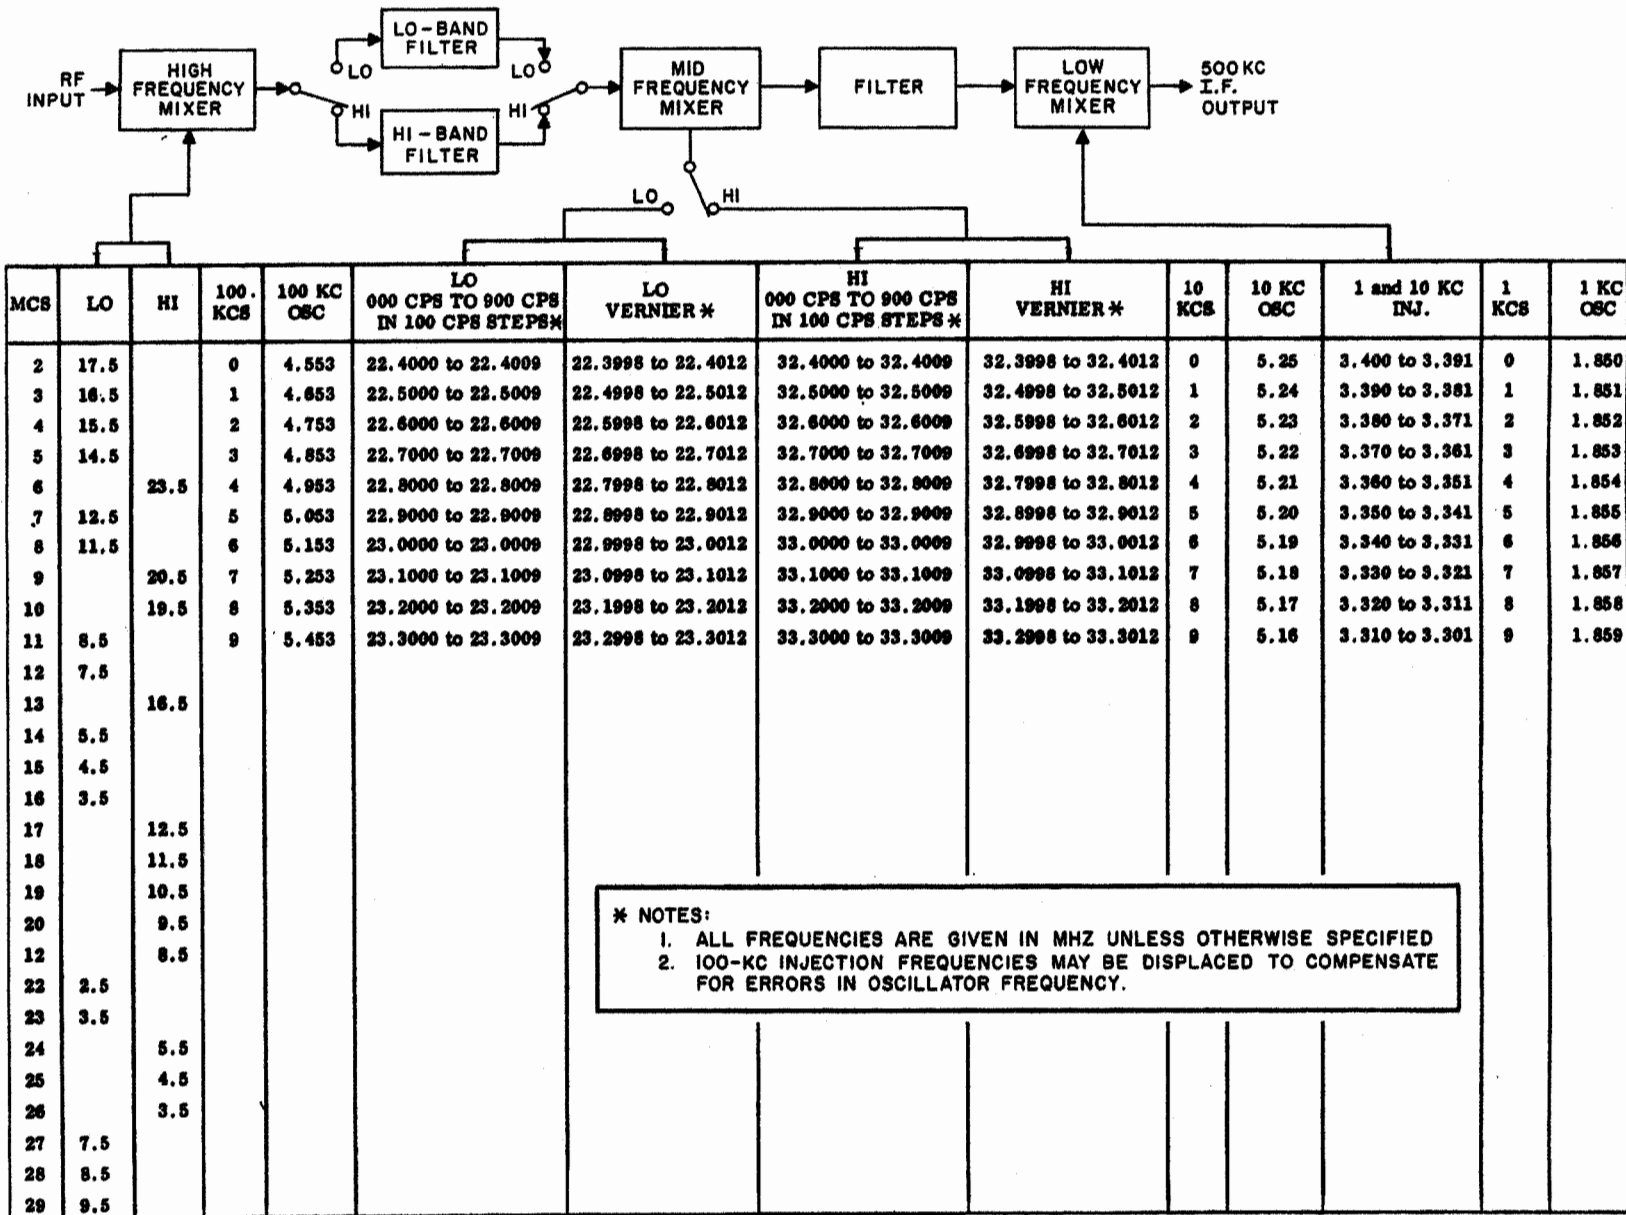 RF INPUT
HIGH FREQUENCY MIXER
LO
HI
LO-BAND FILTER
HI-BAND FILTER
LO
HI
MID FREQUENCY MIXER
FILTER
LOW FREQUENCY MIXER
500 KC I.F. OUTPUT
LO
HI
MCS LO HI 100. KCS 100 KC OSC LO 000 CPS TO 900 CPS IN 100 CPS STEPS* LO VERNIER * HI 000 CPS TO 900 CPS IN 100 CPS STEPS * HI VERNIER * 10 KCS 10 KC OSC 1 and 10 KC INJ. 1 KCS 1 KC OSC
2 17.5 0 4.553 22.4000 to 22.4009 22.3998 to 22.4012 32.4000 to 32.4009 32.3998 to 32.4012 0 5.25 3.400 to 3.391 0 1.850
3 16.5 1 4.653 22.5000 to 22.5009 22.4998 to 22.5012 32.5000 to 32.5009 32.4998 to 32.5012 1 5.24 3.390 to 3.381 1 1.851
4 15.5 2 4.753 22.6000 to 22.6009 22.5998 to 22.6012 32.6000 to 32.6009 32.5998 to 32.6012 2 5.23 3.380 to 3.371 2 1.852
5 14.5 3 4.853 22.7000 to 22.7009 22.6998 to 22.7012 32.7000 to 32.7009 32.6998 to 32.7012 3 5.22 3.370 to 3.361 3 1.853
6 23.5 4 4.953 22.8000 to 22.8009 22.7998 to 22.8012 32.8000 to 32.8009 32.7998 to 32.8012 4 5.21 3.360 to 3.351 4 1.854
7 12.5 5 5.053 22.9000 to 22.9009 22.8998 to 22.9012 32.9000 to 32.9009 32.8998 to 32.9012 5 5.20 3.350 to 3.341 5 1.855
8 11.5 6 5.153 23.0000 to 23.0009 22.9998 to 23.0012 33.0000 to 33.0009 32.9998 to 33.0012 6 5.19 3.340 to 3.331 6 1.856
9 20.5 7 5.253 23.1000 to 23.1009 23.0998 to 23.1012 33.1000 to 33.1009 33.0998 to 33.1012 7 5.18 3.330 to 3.321 7 1.857
10 19.5 8 5.353 23.2000 to 23.2009 23.1998 to 23.2012 33.2000 to 33.2009 33.1998 to 33.2012 8 5.17 3.320 to 3.311 8 1.858
11 8.5 9 5.453 23.3000 to 23.3009 23.2998 to 23.3012 33.3000 to 33.3009 33.2998 to 33.3012 9 5.16 3.310 to 3.301 9 1.859
12 7.5
13 16.5
14 5.5
15 4.5
16 3.5
17 12.5
18 11.5
19 10.5
20 9.5
12 8.5
22 2.5
23 3.5
24 5.5
25 4.5
26 3.5
27 7.5
28 8.5
29 9.5
* NOTES:
1. ALL FREQUENCIES ARE GIVEN IN MHZ UNLESS OTHERWISE SPECIFIED
2. 100-KC INJECTION FREQUENCIES MAY BE DISPLACED TO COMPENSATE
FOR ERRORS IN OSCILLATOR FREQUENCY.